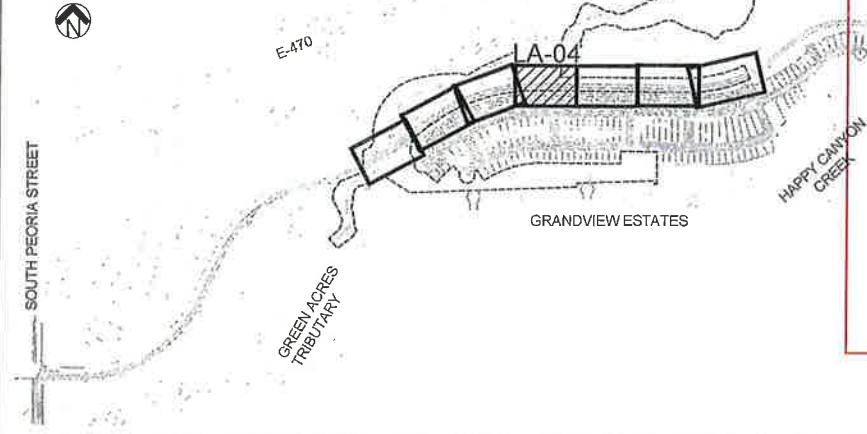 N
E-470
LA-04
SOUTH PEORIA STREET
HAPPY CANYON
CREEK
GRANDVIEW ESTATES
GREEN ACRES
TRIBUTARY